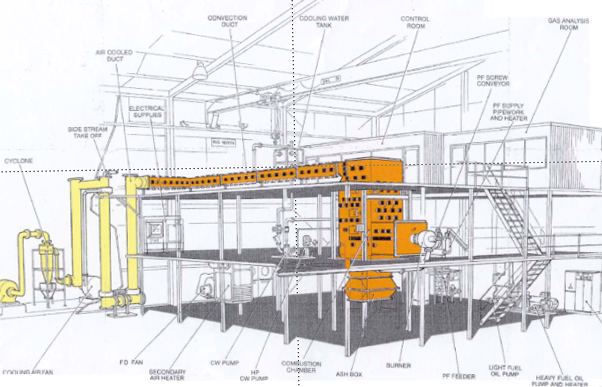 CONVECTION
DUCT
COOLING WATER
TANK
CONTROL
ROOM
GAS ANALYSIS
ROOM
AIR COOLED
DUCT
PF SCREW
CONVEYOR
ELECTRICAL
SUPPLIES
PF SUPPLY
PIPEWORK
AND HEATER
SIDE STREAM
TAKE OFF
CYCLONE
COOLING AIR FAN
FD FAN
SECONDARY
AIR HEATER
CW PUMP
HP
CW PUMP
COMBUSTION
CHAMBER
ASH BOX
BURNER
PF FEEDER
LIGHT FUEL
OIL PUMP
HEAVY FUEL OIL
PUMP AND HEATER